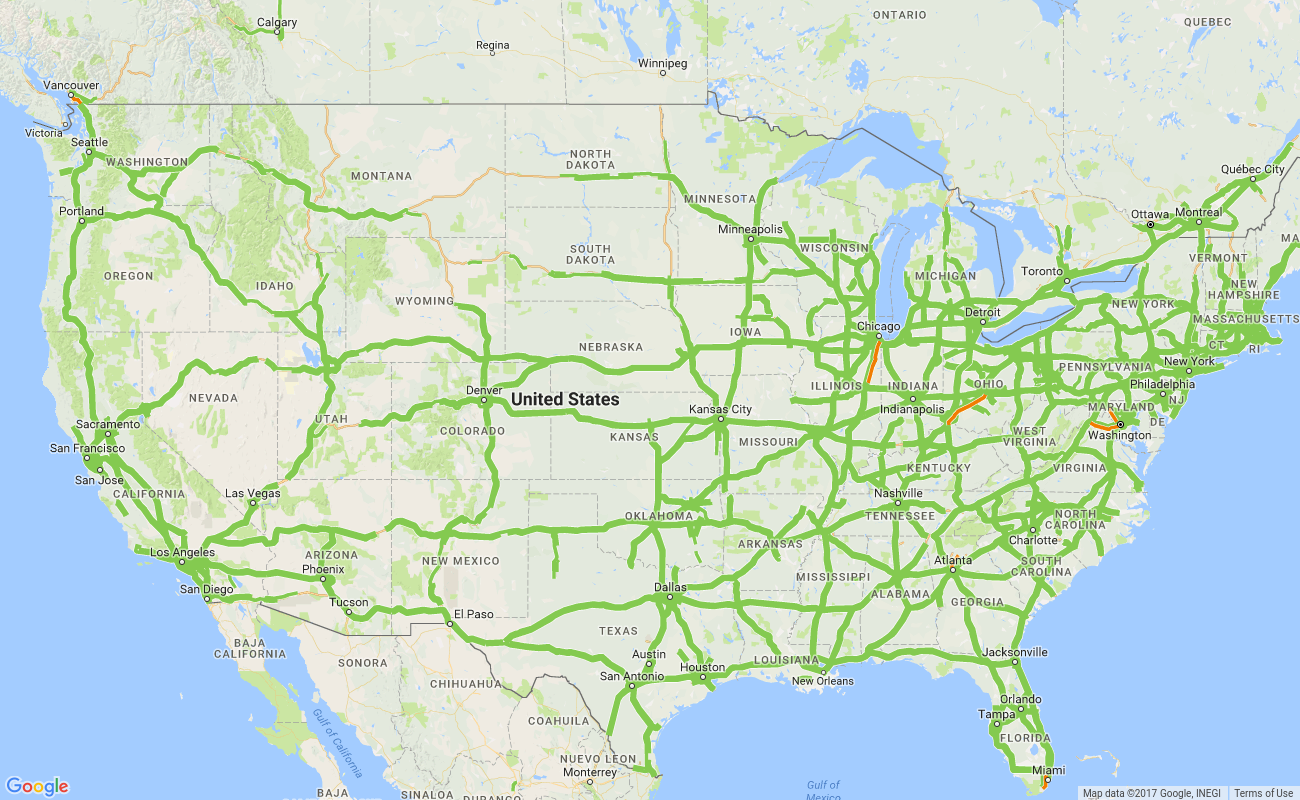 Calgary
Regina
Winnipeg
ONTARIO
QUEBEC
Vancouver
Victoria
Seattle
WASHINGTON
MONTANA
NORTH
DAKOTA
MINNESOTA
Québec City
Ottawa
Montreal
MA
Portland
Minneapolis
WISCONSIN
SOUTH
DAKOTA
MICHIGAN
Toronto
VERMONT
OREGON
IDAHO
WYOMING
NEW
HAMPSHIRE
NEW YORK
Detroit
MASSACHUSETTS
Chicago
IOWA
NEBRASKA
CT
RI
New York
PENNSYLVANIA
Philadelphia
NJ
ILLINOIS
INDIANA
OHIO
Indianapolis
MARYLAND
DE
Washington
NEVADA
UTAH
Denver
United States
COLORADO
Kansas City
KANSAS
MISSOURI
WEST
VIRGINIA
VIRGINIA
KENTUCKY
Sacramento
San Francisco
San Jose
CALIFORNIA
Las Vegas
Nashville
TENNESSEE
OKLAHOMA
NORTH
CAROLINA
Charlotte
ARKANSAS
Los Angeles
ARIZONA
Phoenix
NEW MEXICO
Atlanta
SOUTH
CAROLINA
MISSISSIPPI
ALABAMA
GEORGIA
San Diego
Tucson
El Paso
Dallas
TEXAS
BAJA
CALIFORNIA
SONORA
CHIHUAHUA
Austin
Houston
San Antonio
LOUISIANA
New Orleans
Jacksonville
Orlando
Tampa
FLORIDA
Miami
Gulf of California
COAHUILA
NUEVO LEON
Monterrey
BAJA
SINALOA
DURANGO
Gulf of
Mexico
Google
Map data ©2017 Google, INEGI
Terms of Use